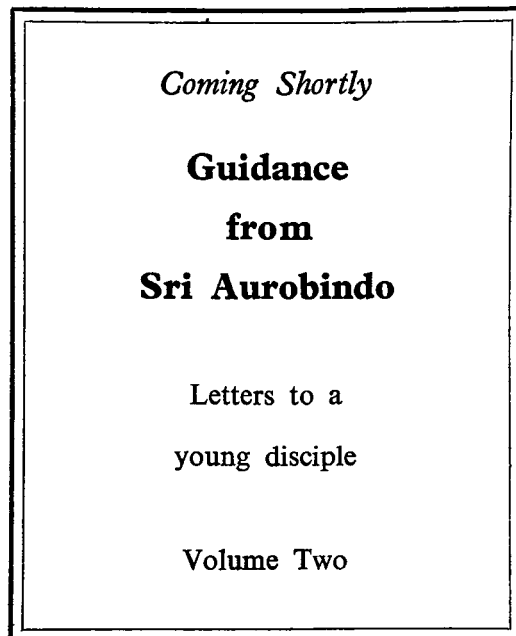 Coming Shortly
Guidance
from
Sri Aurobindo
Letters to a
young disciple
Volume Two